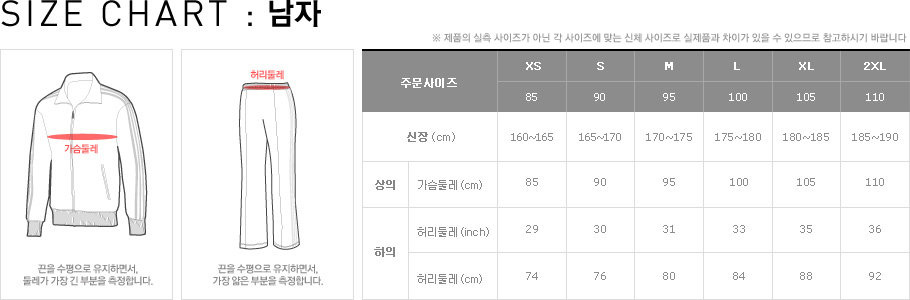 SIZE CHART : 남자
※ 제품의 실측 사이즈가 아닌 각 사이즈에 맞는 신체 사이즈로 실제품과 차이가 있을 수 있으므로 참고하시기 바랍니다
가슴둘레
끈을 수평으로 유지하면서,
둘레가 가장 긴 부분을 측정합니다.
허리둘레
끈을 수평으로 유지하면서,
가장 얇은 부분을 측정합니다.
주문사이즈 XS S M L XL 2XL
85 90 95 100 105 110
신장 (cm) 160~165 165~170 170~175 175~180 180~185 185~190
상의 가슴둘레 (cm) 85 90 95 100 105 110
하의 허리둘레 (inch) 29 30 31 33 35 36
허리둘레 (cm) 74 76 80 84 88 92